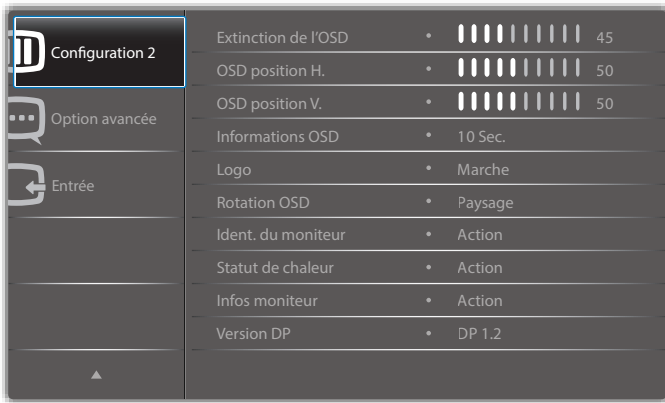 Configuration 2
Option avancée
Entrée
Extinction de l'OSD • 45
OSD position H. • 50
OSD position V. • 50
Informations OSD • 10 Sec.
Logo • Marche
Rotation OSD • Paysage
Ident. du moniteur • Action
Statut de chaleur • Action
Infos moniteur • Action
Version DP • DP 1.2